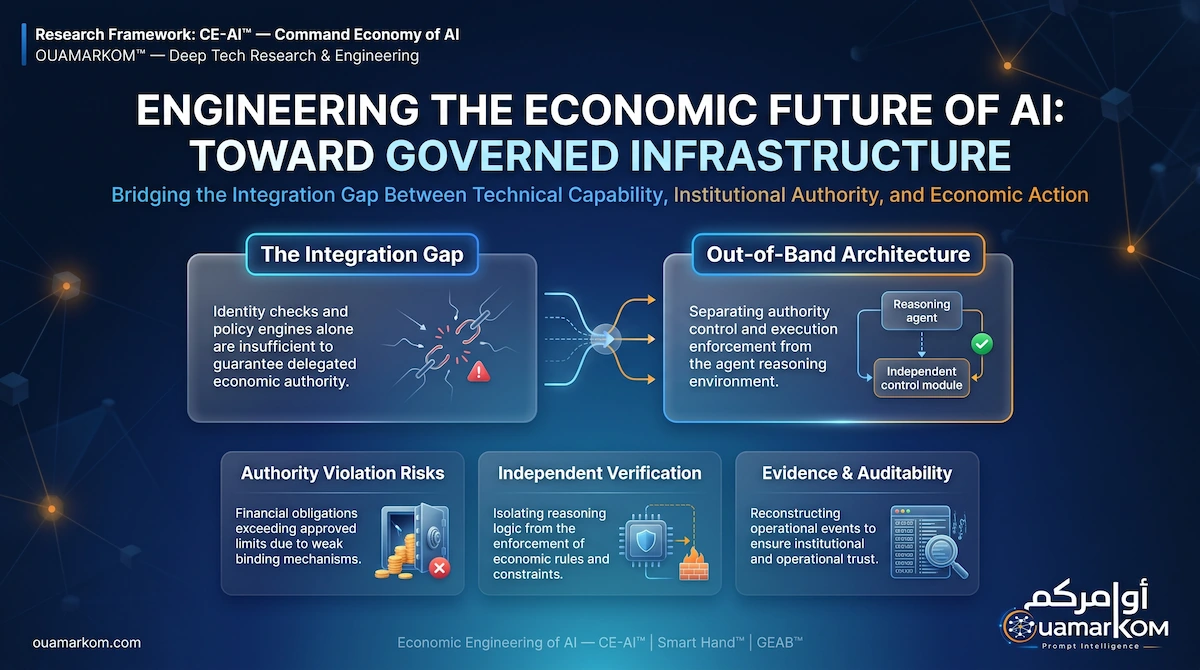 Research Framework: CE-AI™ — Command Economy of AI
OUAMARKOM™ — Deep Tech Research & Engineering
ENGINEERING THE ECONOMIC FUTURE OF AI:
TOWARD GOVERNED INFRASTRUCTURE
Bridging the Integration Gap Between Technical Capability, Institutional Authority, and Economic Action
The Integration Gap
Identity checks and
policy engines alone
are insufficient to
guarantee delegated
economic authority.
Out-of-Band Architecture
Separating authority
control and execution
enforcement from
the agent reasoning
environment.
Reasoning
agent
Independent
control module
Authority Violation Risks
Financial obligations
exceeding approved
limits due to weak
binding mechanisms.
Independent Verification
Isolating reasoning
logic from the
enforcement of
economic rules and
constraints.
Evidence & Auditability
Reconstructing
operational events to
ensure institutional
and operational trust.
أوامركم
OuamarKOM
Prompt Intelligence
ouamarkom.com
Economic Engineering of AI — CE-AI™ | Smart Hand™ | GEAB™